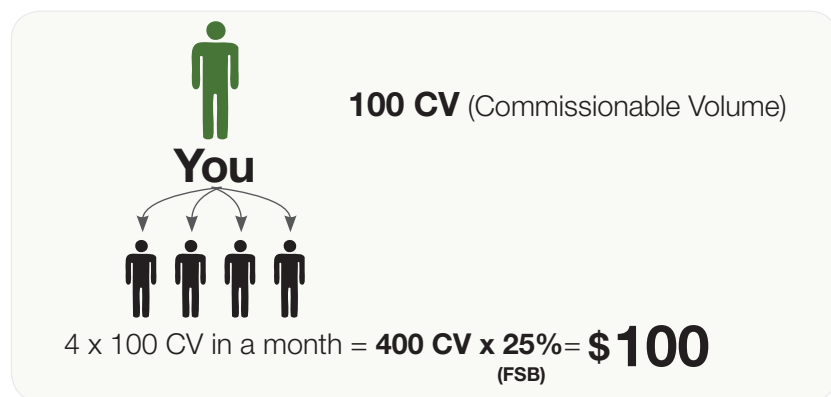 100 CV (Commissionable Volume)
You
4 x 100 CV in a month = 400 CV x 25%= $100
(FSB)